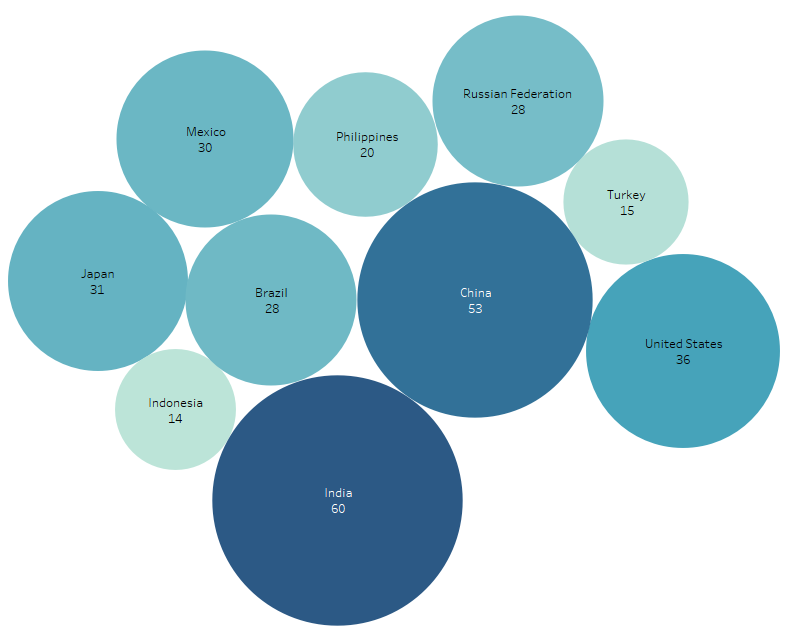 Russian Federation
28
Mexico
30
Philippines
20
Turkey
15
Japan
31
Brazil
28
China
53
United States
36
Indonesia
14
India
60